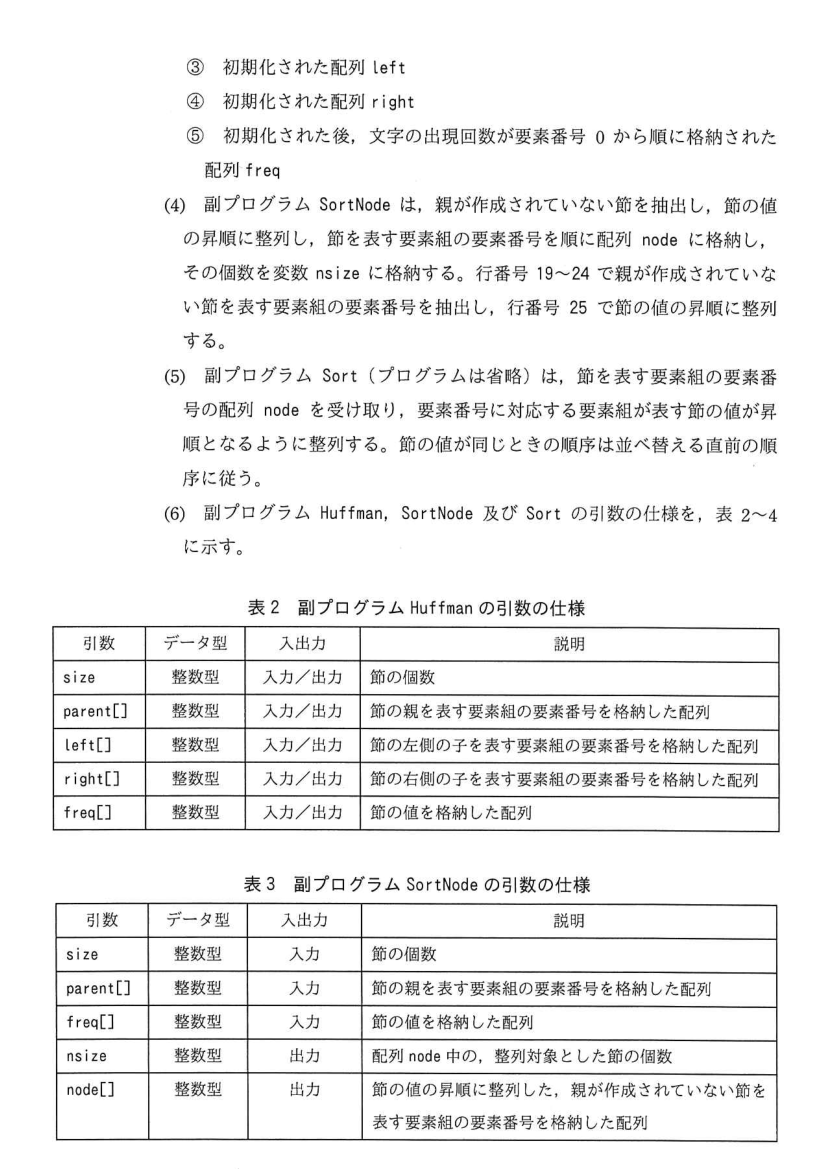 ③ 初期化された配列 left
④ 初期化された配列 right
⑤ 初期化された後，文字の出現回数が要素番号 0 から順に格納された
配列 freq
(4) 副プログラム SortNode は，親が作成されていない節を抽出し，節の値
の昇順に整列し，節を表す要素組の要素番号を順に配列 node に格納し，
その個数を変数 nsize に格納する。行番号 19～24 で親が作成されていな
い節を表す要素組の要素番号を抽出し，行番号 25 で節の値の昇順に整列
する。
(5) 副プログラム Sort（プログラムは省略）は，節を表す要素組の要素番
号の配列 node を受け取り，要素番号に対応する要素組が表す節の値が昇
順となるように整列する。節の値が同じときの順序は並べ替える直前の順
序に従う。
(6) 副プログラム Huffman，SortNode 及び Sort の引数の仕様を，表 2～4
に示す。
表 2 副プログラム Huffman の引数の仕様
引数 データ型 入出力 説明
size 整数型 入力／出力 節の個数
parent[] 整数型 入力／出力 節の親を表す要素組の要素番号を格納した配列
left[] 整数型 入力／出力 節の左側の子を表す要素組の要素番号を格納した配列
right[] 整数型 入力／出力 節の右側の子を表す要素組の要素番号を格納した配列
freq[] 整数型 入力／出力 節の値を格納した配列
表 3 副プログラム SortNode の引数の仕様
引数 データ型 入出力 説明
size 整数型 入力 節の個数
parent[] 整数型 入力 節の親を表す要素組の要素番号を格納した配列
freq[] 整数型 入力 節の値を格納した配列
nsize 整数型 出力 配列 node 中の，整列対象とした節の個数
node[] 整数型 出力 節の値の昇順に整列した，親が作成されていない節を
表す要素組の要素番号を格納した配列